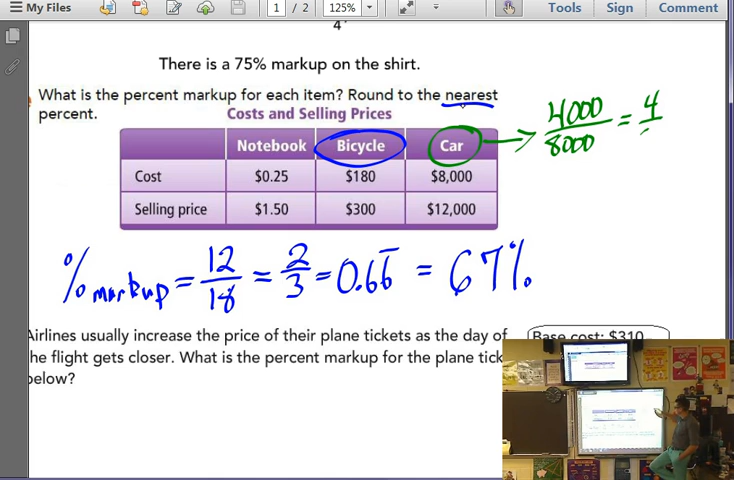 My Files
1 / 2
125%
Tools
Sign
Comment
4
There is a 75% markup on the shirt.
What is the percent markup for each item? Round to the nearest
percent.
Costs and Selling Prices
Notebook Bicycle Car
Cost $0.25 $180 $8,000
Selling price $1.50 $300 $12,000
4000/8000 = 4
% markup = 12/18 = 2/3 = 0.66̅ = 67%
Airlines usually increase the price of their plane tickets as the day of
he flight gets closer. What is the percent markup for the plane tick
below?
Base cost: $310